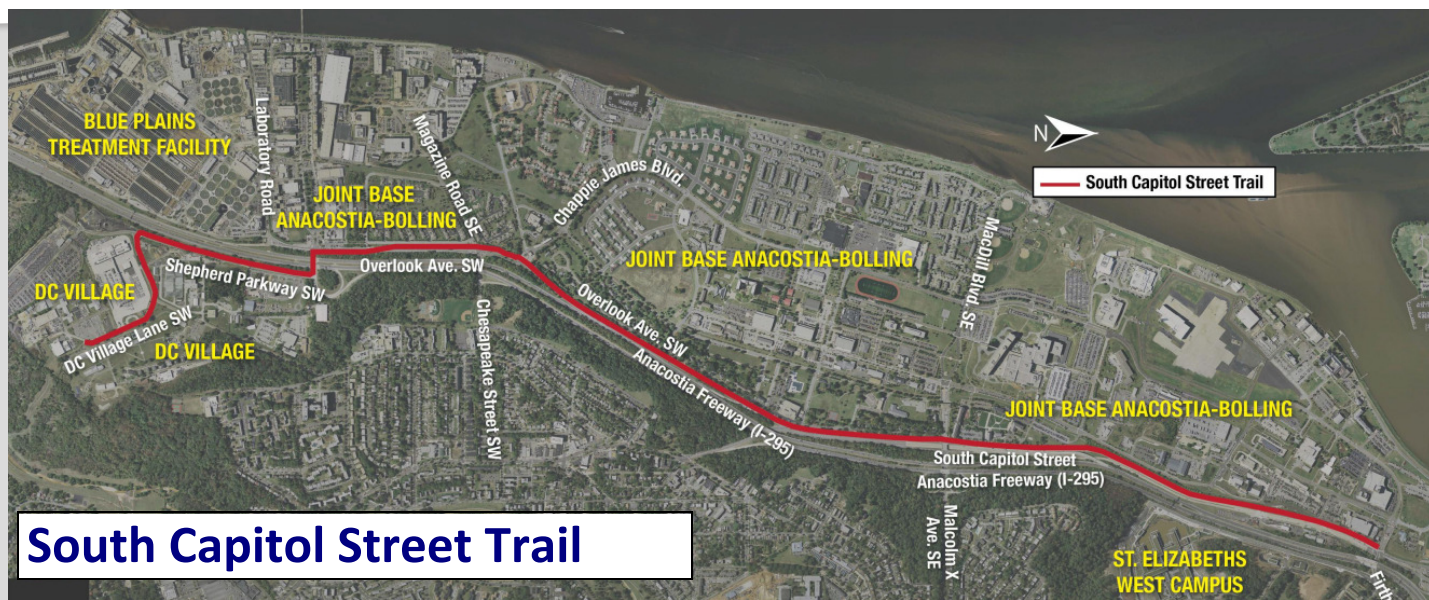 BLUE PLAINS
TREATMENT FACILITY
Laboratory Road
Magazine Road SE
JOINT BASE
ANACOSTIA-BOLLING
Chappie James Blvd.
N
South Capitol Street Trail
MacDill Blvd. SE
JOINT BASE ANACOSTIA-BOLLING
Overlook Ave. SW
Shepherd Parkway SW
DC VILLAGE
DC Village Lane SW
DC VILLAGE
Chesapeake Street SW
Overlook Ave. SW
Anacostia Freeway (I-295)
JOINT BASE ANACOSTIA-BOLLING
South Capitol Street
Anacostia Freeway (I-295)
Malcolm X
Ave. SE
ST. ELIZABETHS
WEST CAMPUS
Firth
South Capitol Street Trail